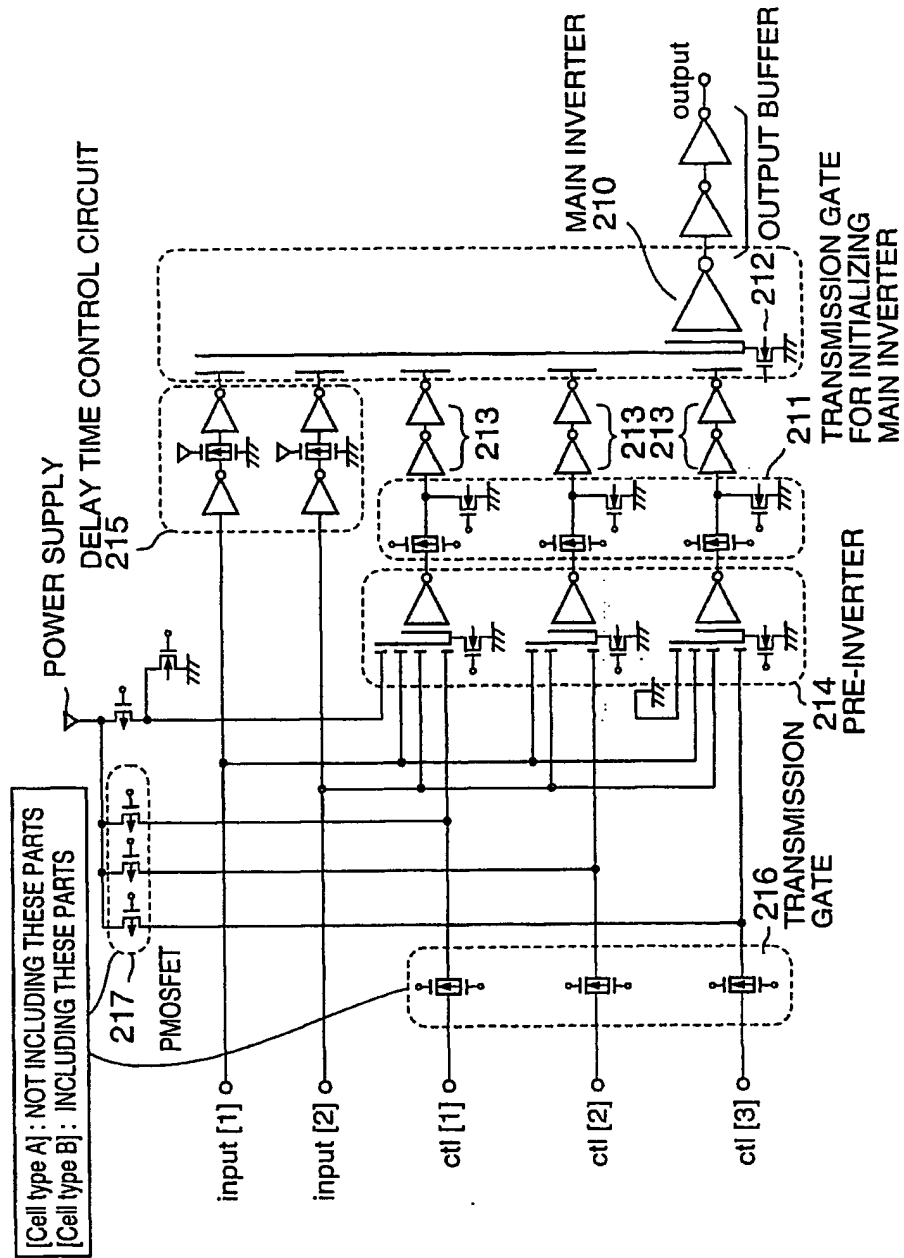 [Cell type A] : NOT INCLUDING THESE PARTS
[Cell type B] : INCLUDING THESE PARTS
217
PMOSFET
POWER SUPPLY
DELAY TIME CONTROL CIRCUIT
215
input [1]
input [2]
ctl [1]
ctl [2]
ctl [3]
216
TRANSMISSION
GATE
214
PRE-INVERTER
213
213
213
211
TRANSMISSION GATE
FOR INITIALIZING
MAIN INVERTER
212
MAIN INVERTER
210
output
OUTPUT BUFFER